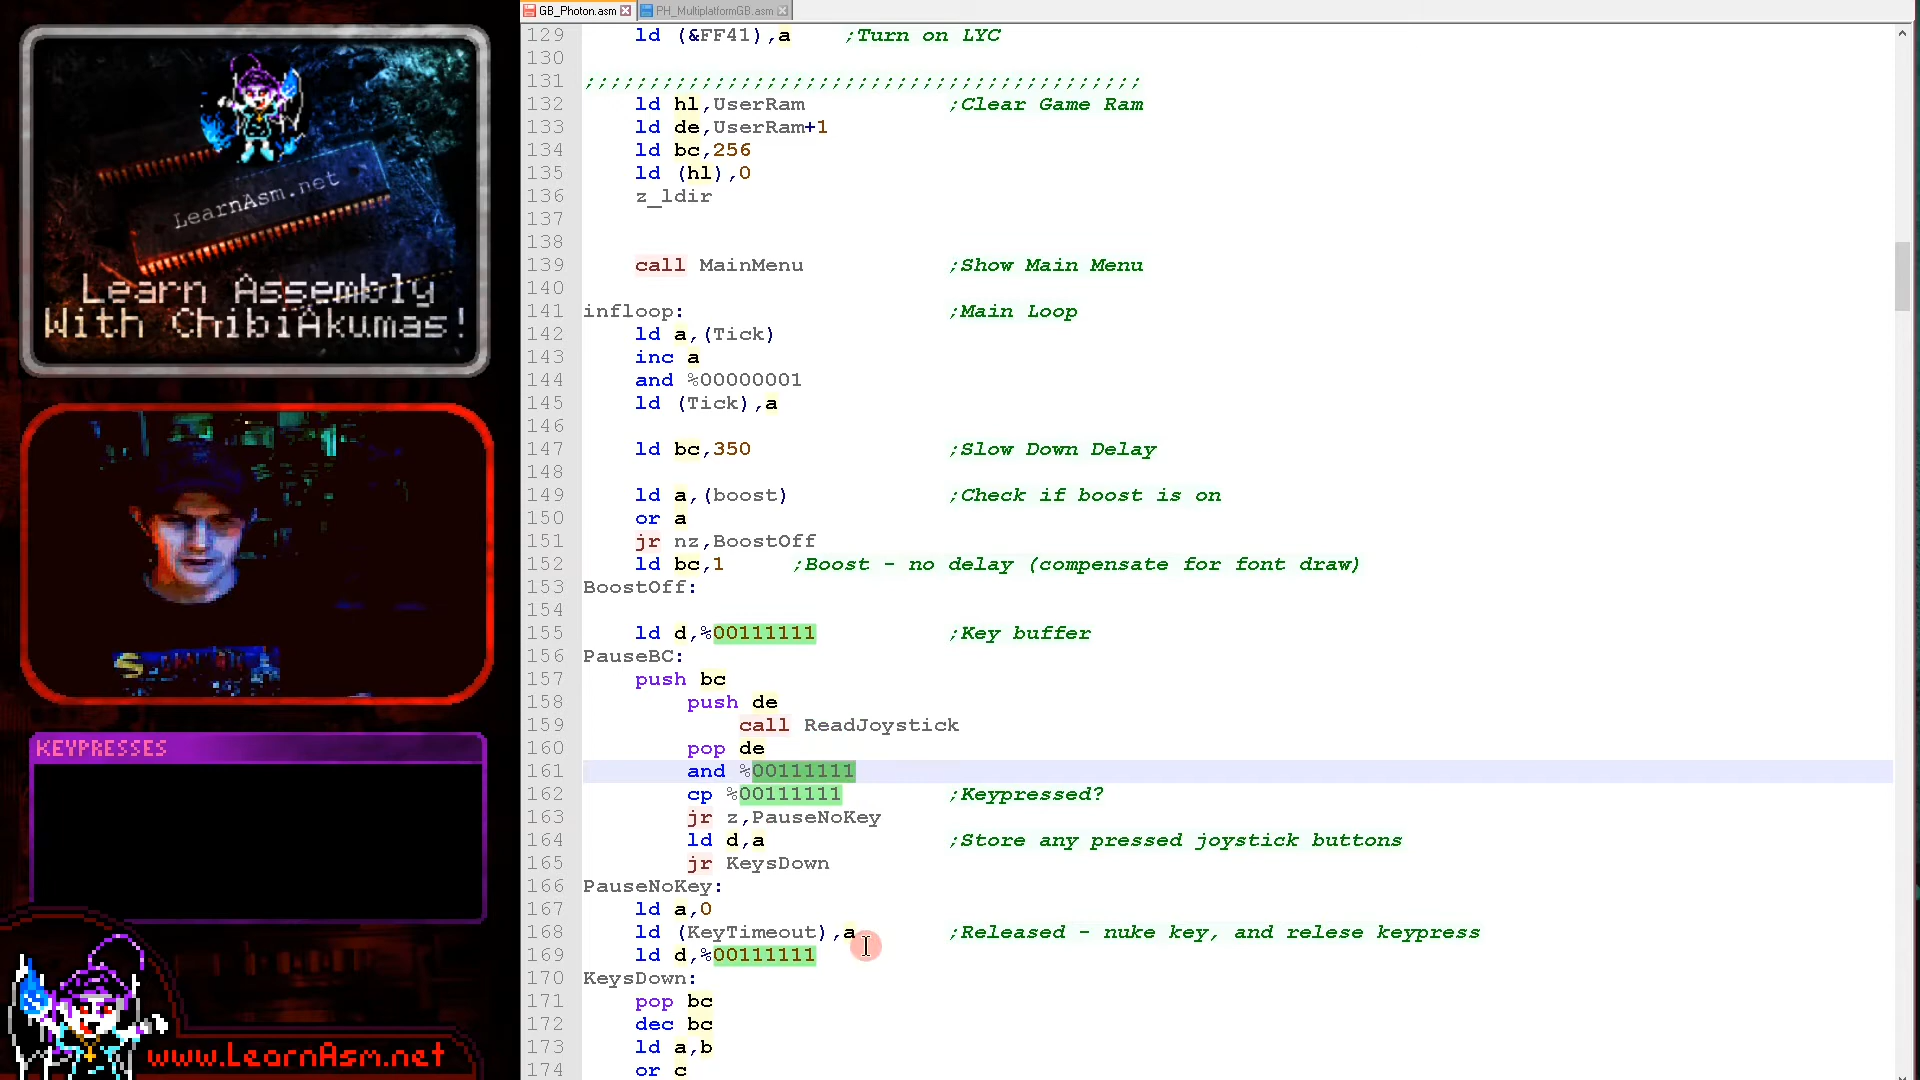 GB_Photon.asm PH_MultiplatformGB.asm
LearnAsm.net
Learn Assembly
With ChibiAkumas!
KEYPRESSES
www.LearnAsm.net
129 ld (&FF41),a ;Turn on LYC
130
131 ;;;;;;;;;;;;;;;;;;;;;;;;;;;;;;;;;;;;;;;;;;;
132 ld hl,UserRam ;Clear Game Ram
133 ld de,UserRam+1
134 ld bc,256
135 ld (hl),0
136 z_ldir
137
138
139 call MainMenu ;Show Main Menu
140
141 infloop: ;Main Loop
142 ld a,(Tick)
143 inc a
144 and %00000001
145 ld (Tick),a
146
147 ld bc,350 ;Slow Down Delay
148
149 ld a,(boost) ;Check if boost is on
150 or a
151 jr nz,BoostOff
152 ld bc,1 ;Boost - no delay (compensate for font draw)
153 BoostOff:
154
155 ld d,%00111111 ;Key buffer
156 PauseBC:
157 push bc
158 push de
159 call ReadJoystick
160 pop de
161 and %00111111
162 cp %00111111 ;Keypressed?
163 jr z,PauseNoKey
164 ld d,a ;Store any pressed joystick buttons
165 jr KeysDown
166 PauseNoKey:
167 ld a,0
168 ld (KeyTimeout),a ;Released - nuke key, and relese keypress
169 ld d,%00111111
170 KeysDown:
171 pop bc
172 dec bc
173 ld a,b
174 or c